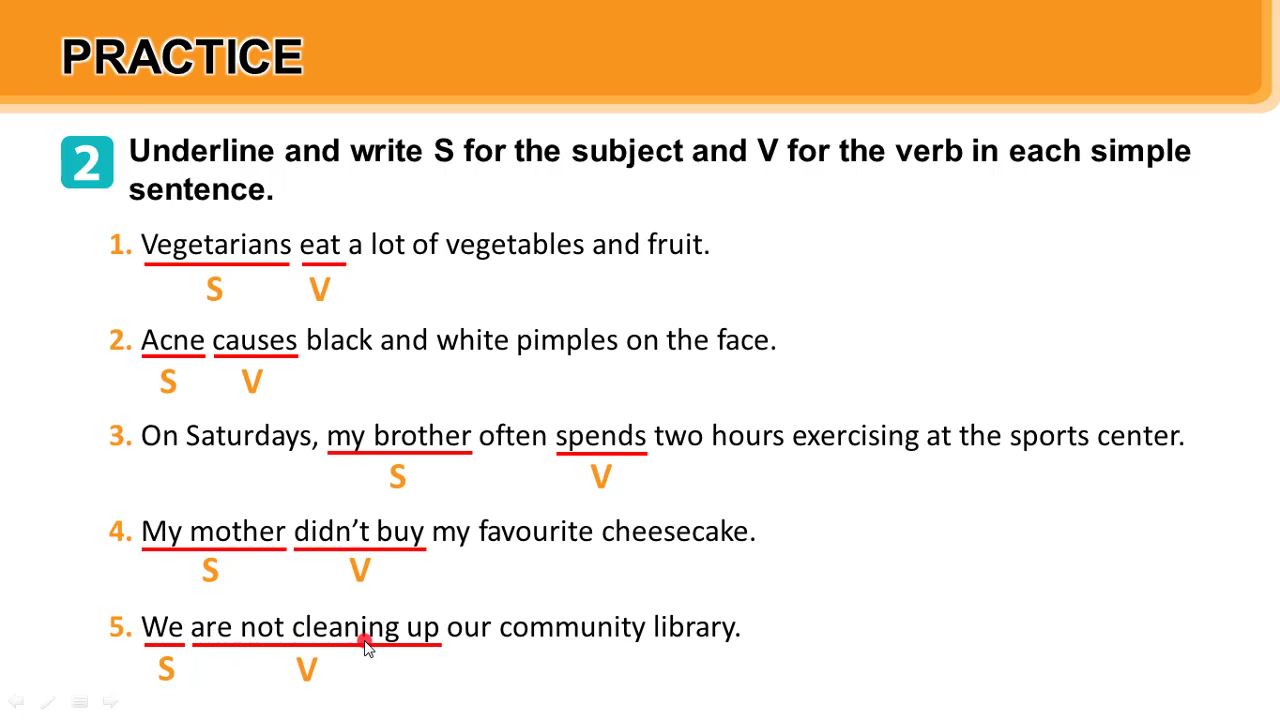 PRACTICE
2 Underline and write S for the subject and V for the verb in each simple
sentence.
1. Vegetarians eat a lot of vegetables and fruit.
S V
2. Acne causes black and white pimples on the face.
S V
3. On Saturdays, my brother often spends two hours exercising at the sports center.
S V
4. My mother didn’t buy my favourite cheesecake.
S V
5. We are not cleaning up our community library.
S V